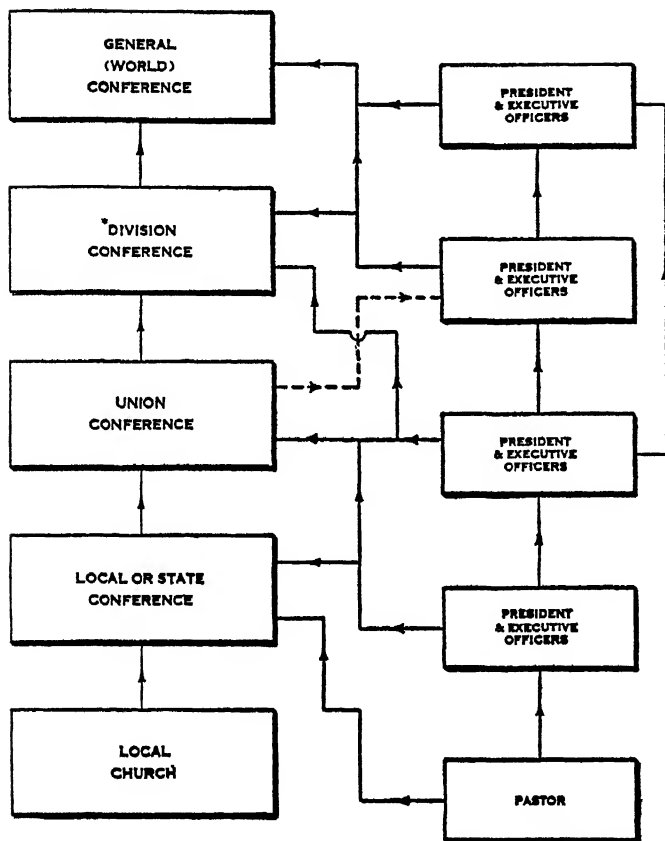 GENERAL
(WORLD)
CONFERENCE
PRESIDENT
& EXECUTIVE
OFFICERS
*DIVISION
CONFERENCE
PRESIDENT
& EXECUTIVE
OFFICERS
UNION
CONFERENCE
PRESIDENT
& EXECUTIVE
OFFICERS
LOCAL OR STATE
CONFERENCE
PRESIDENT
& EXECUTIVE
OFFICERS
LOCAL
CHURCH
PASTOR